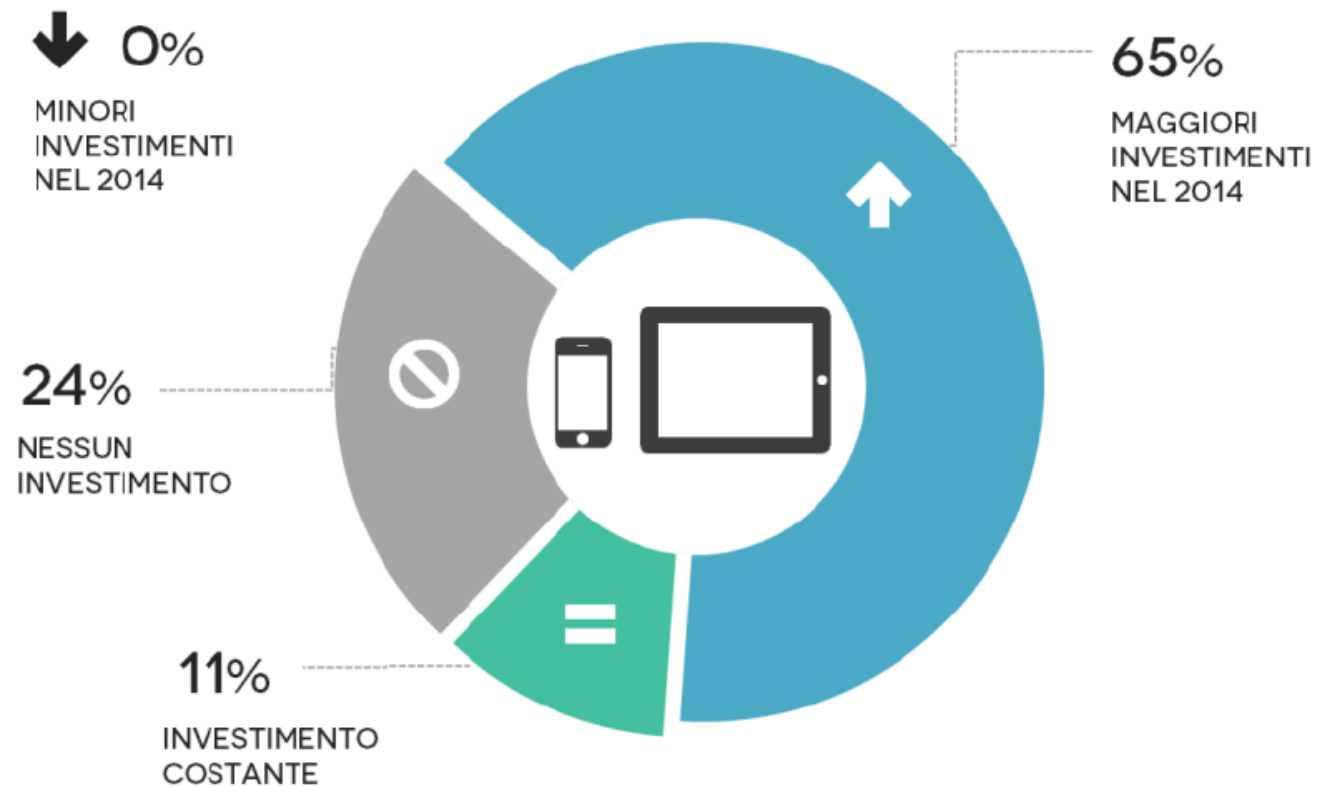 0%
MINORI
INVESTIMENTI
NEL 2014
65%
MAGGIORI
INVESTIMENTI
NEL 2014
24%
NESSUN
INVESTIMENTO
11%
INVESTIMENTO
COSTANTE